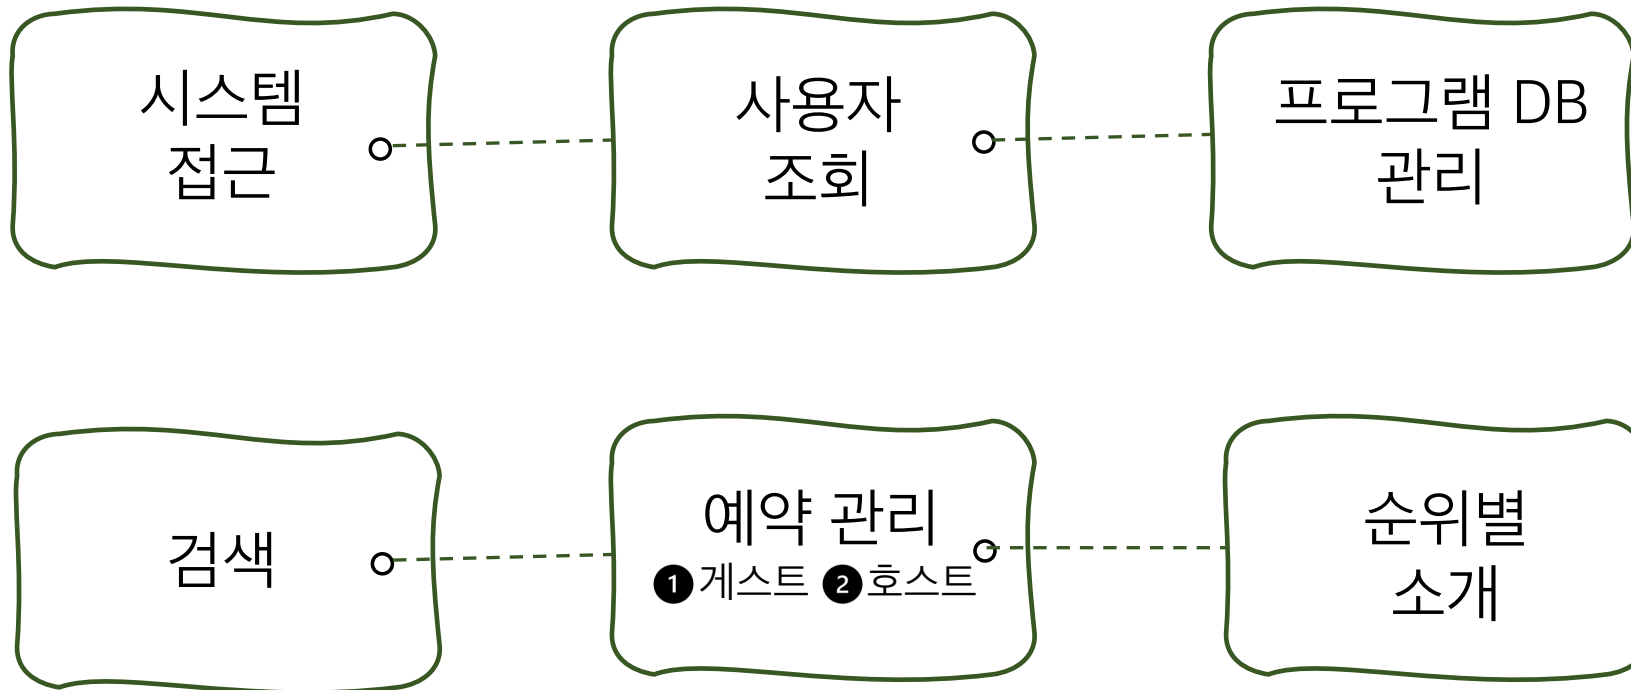 시스템
접근
사용자
조회
프로그램 DB
관리
검색
예약 관리
❶게스트 ❷호스트
순위별
소개